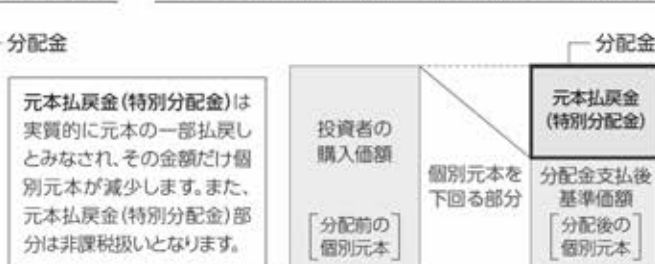 分配金
元本払戻金(特別分配金)は
実質的に元本の一部払戻し
とみなされ、その金額だけ個
別元本が減少します。また、
元本払戻金(特別分配金)部
分は非課税扱いとなります。
投資者の
購入価額
[分配前の
個別元本]
個別元本を
下回る部分
分配金
元本払戻金
(特別分配金)
分配金支払後
基準価額
[分配後の
個別元本]